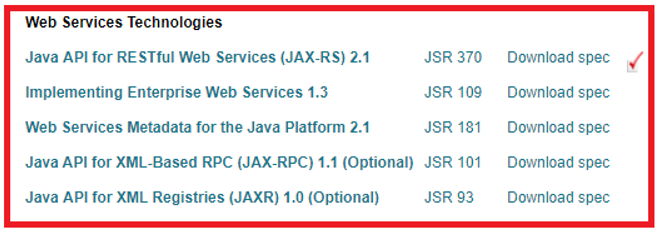 Web Services Technologies
Java API for RESTful Web Services (JAX-RS) 2.1 JSR 370 Download spec
Implementing Enterprise Web Services 1.3 JSR 109 Download spec
Web Services Metadata for the Java Platform 2.1 JSR 181 Download spec
Java API for XML-Based RPC (JAX-RPC) 1.1 (Optional) JSR 101 Download spec
Java API for XML Registries (JAXR) 1.0 (Optional) JSR 93 Download spec